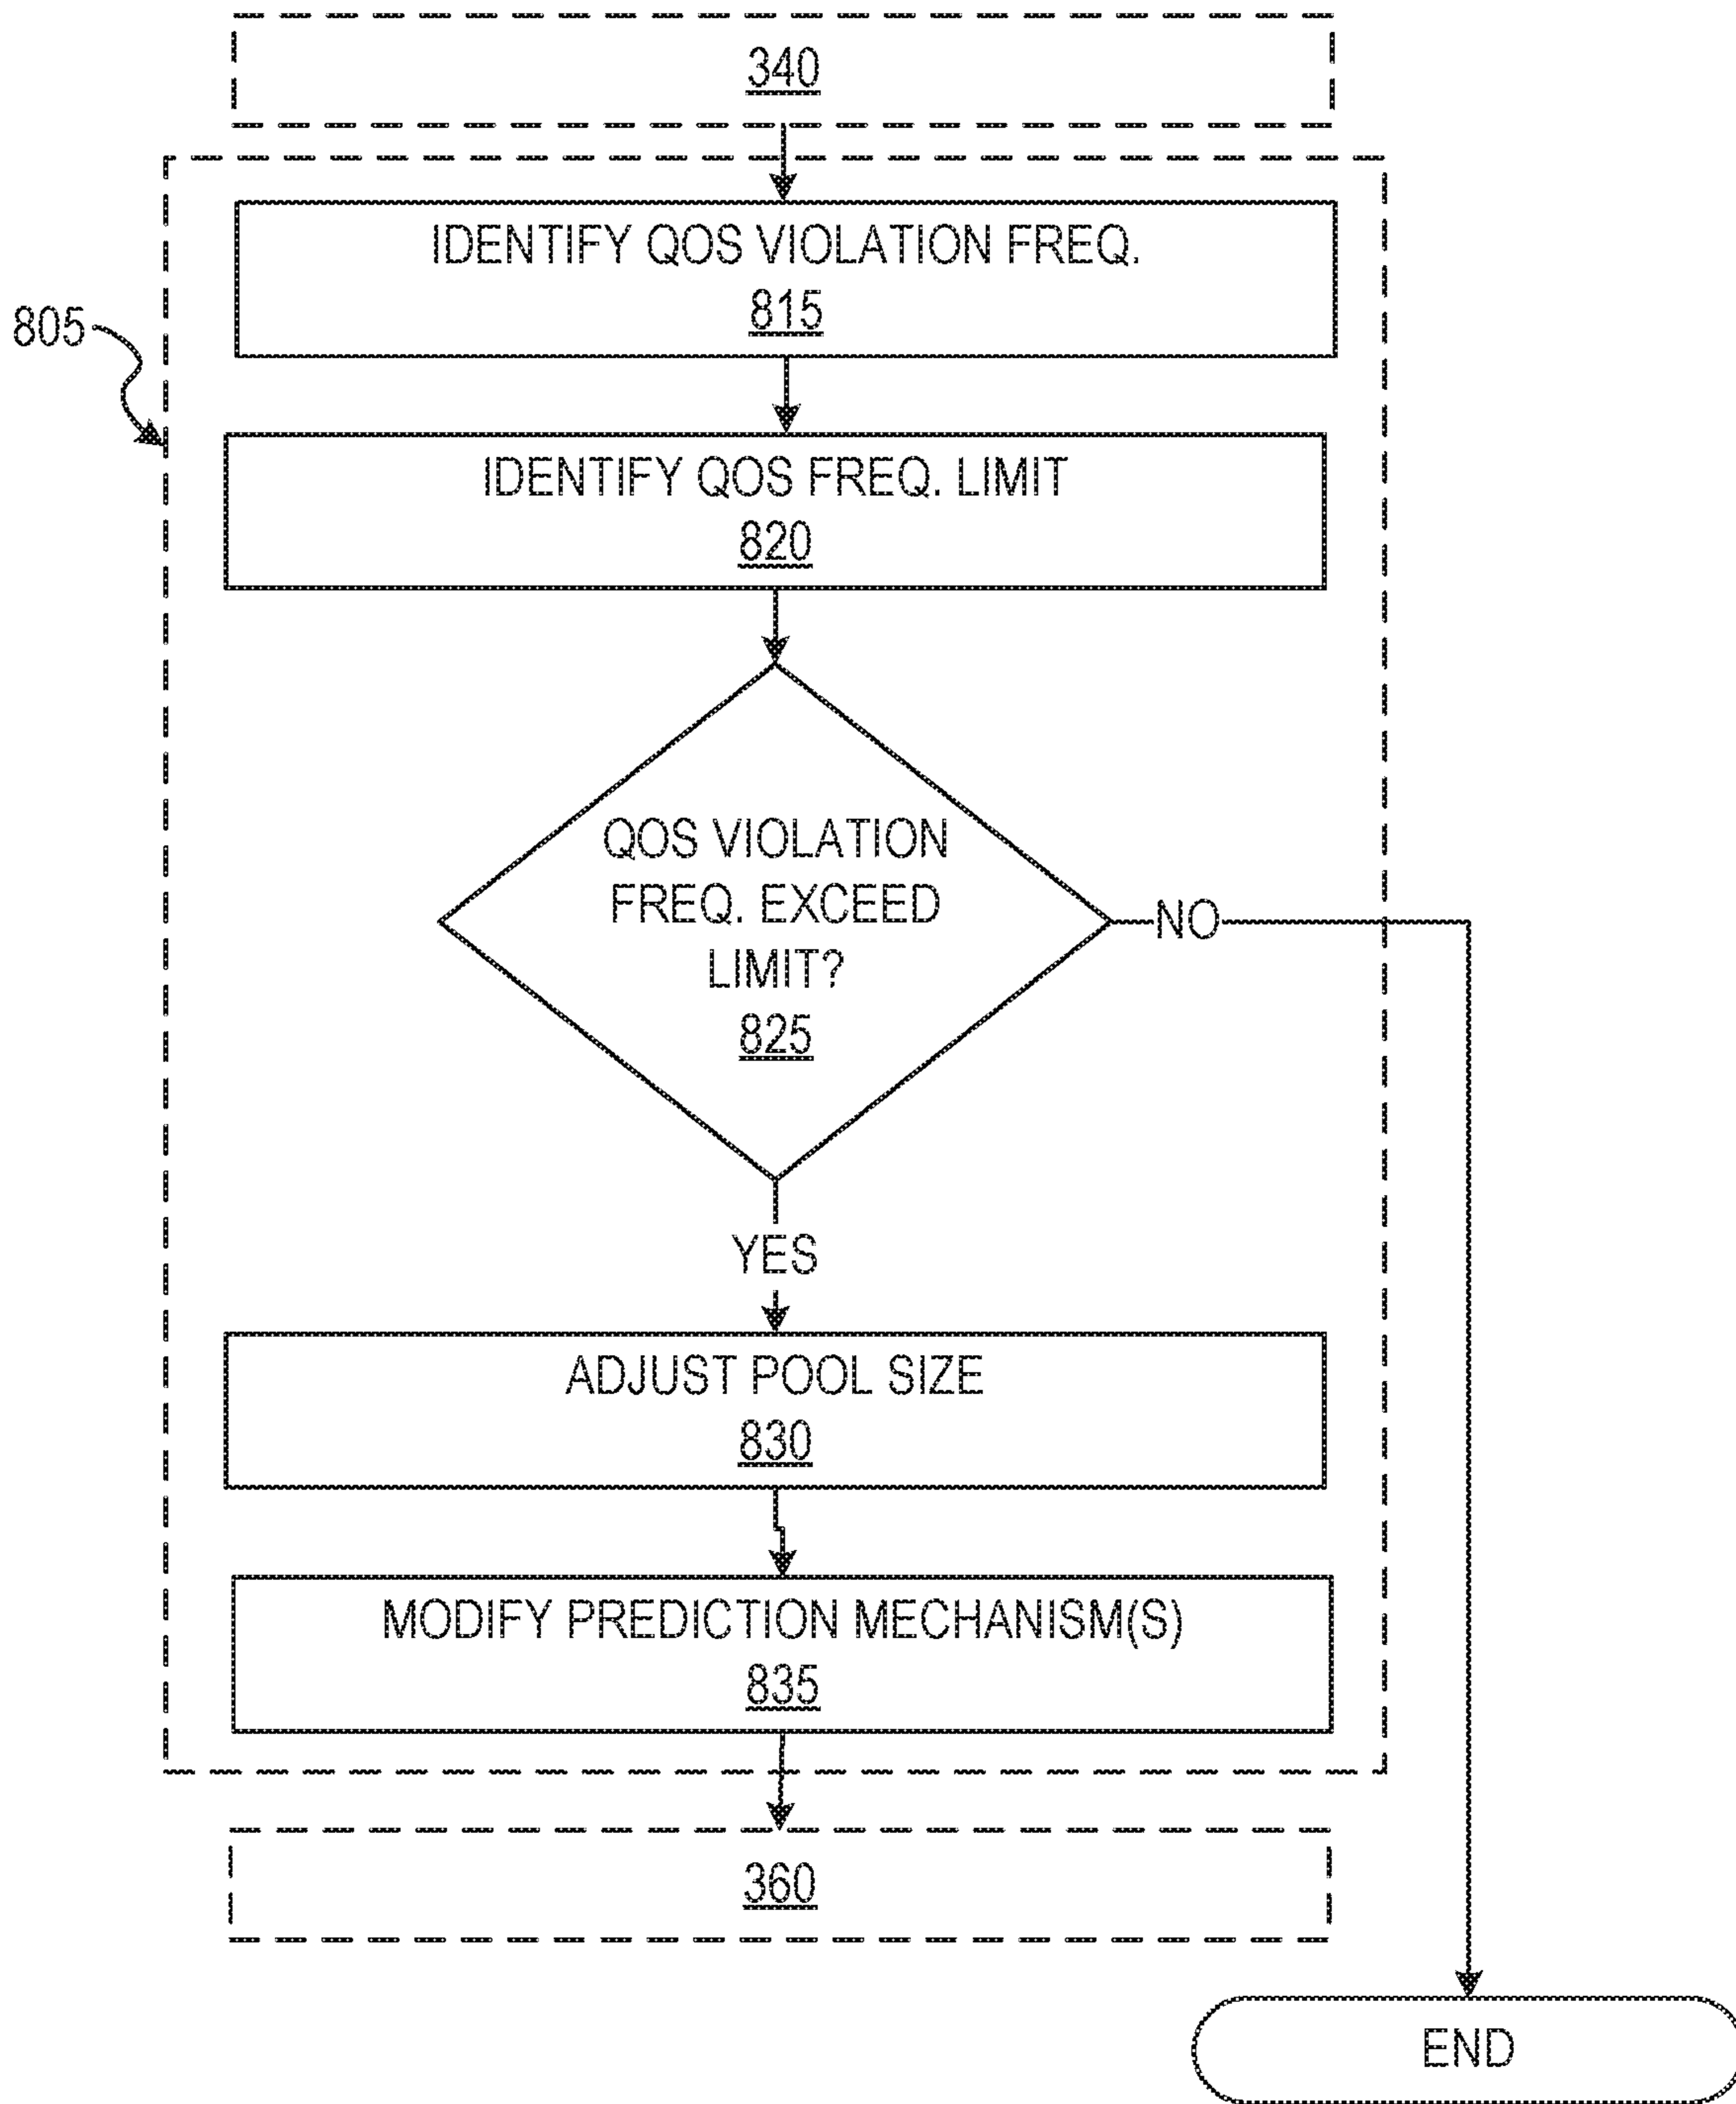 340
IDENTIFY QOS VIOLATION FREQ.
815
805
IDENTIFY QOS FREQ. LIMIT
820
QOS VIOLATION
FREQ. EXCEED
LIMIT?
825
NO
YES
ADJUST POOL SIZE
830
MODIFY PREDICTION MECHANISM(S)
835
360
END